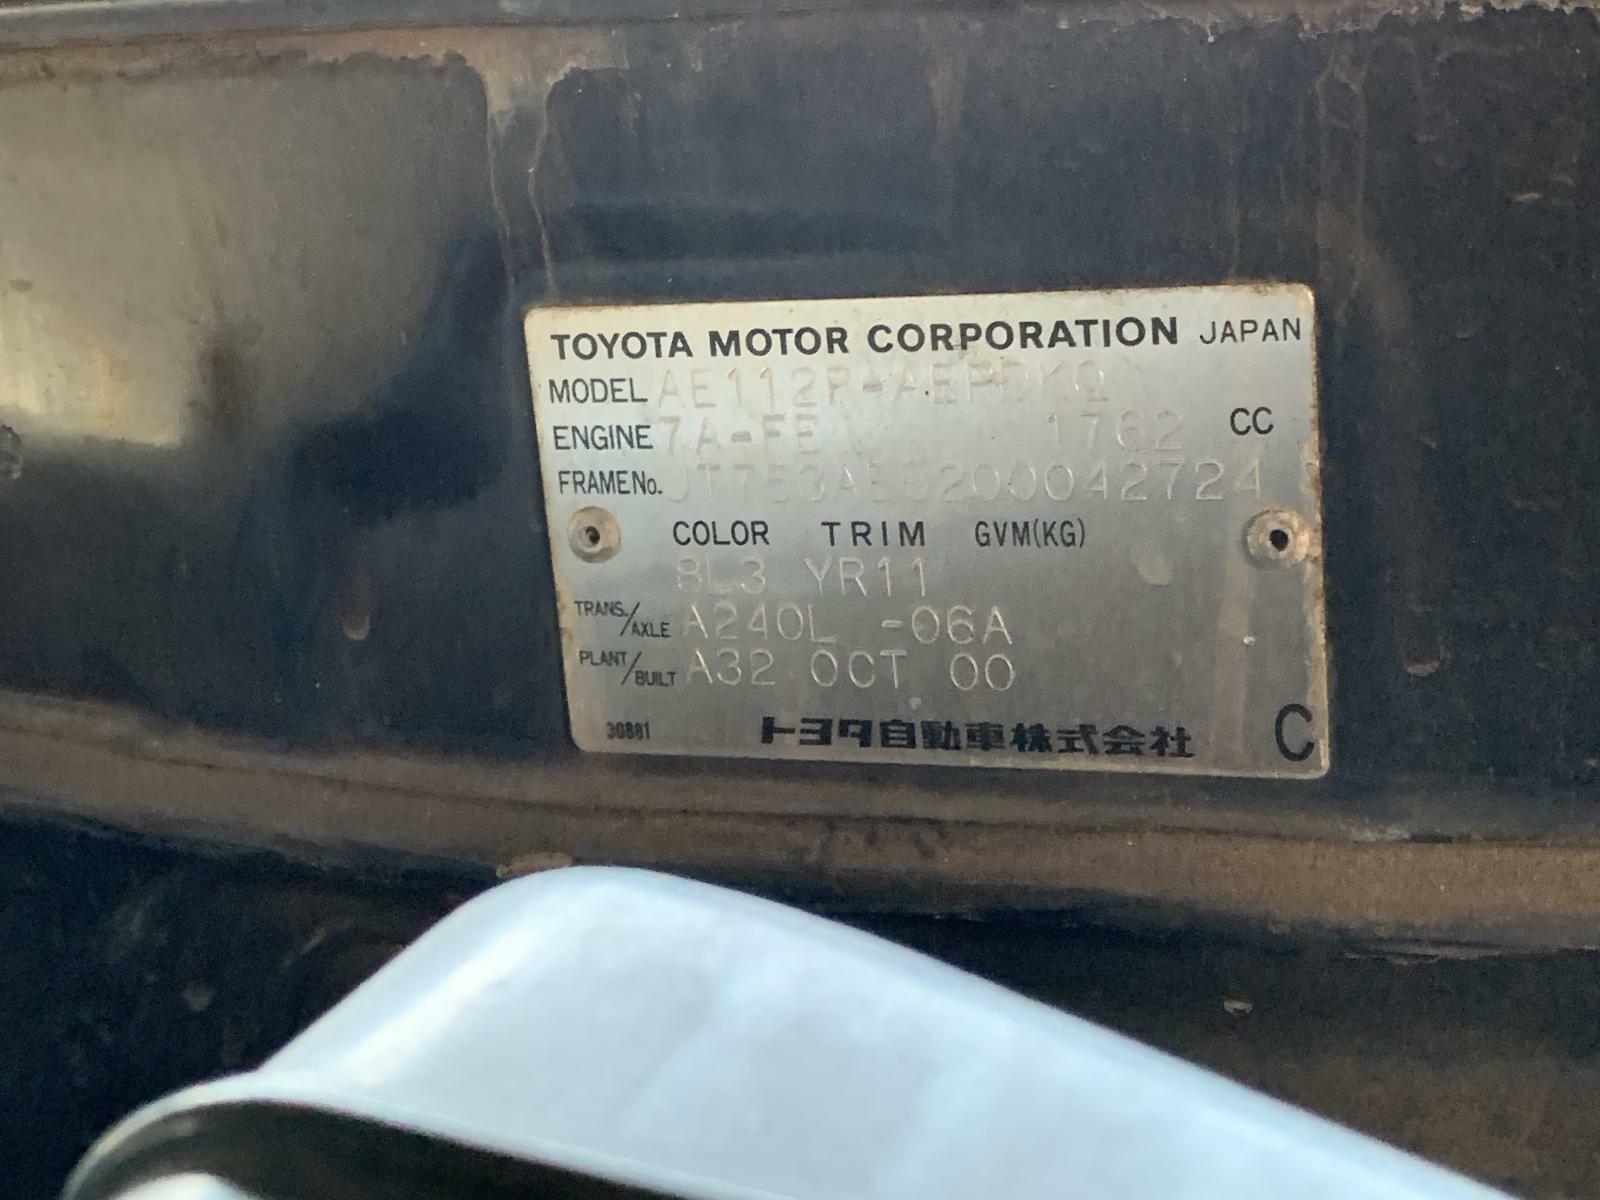 TOYOTA MOTOR CORPORATION JAPAN
MODEL AE112R-AEPDKQ
ENGINE 7A-FE 1762 CC
FRAME No. JT753AEB200042724
COLOR TRIM GVM(KG)
8L3 YR11
TRANS./AXLE A240L -06A
PLANT/BUILT A32 OCT 00
30881 トヨタ自動車株式会社 C